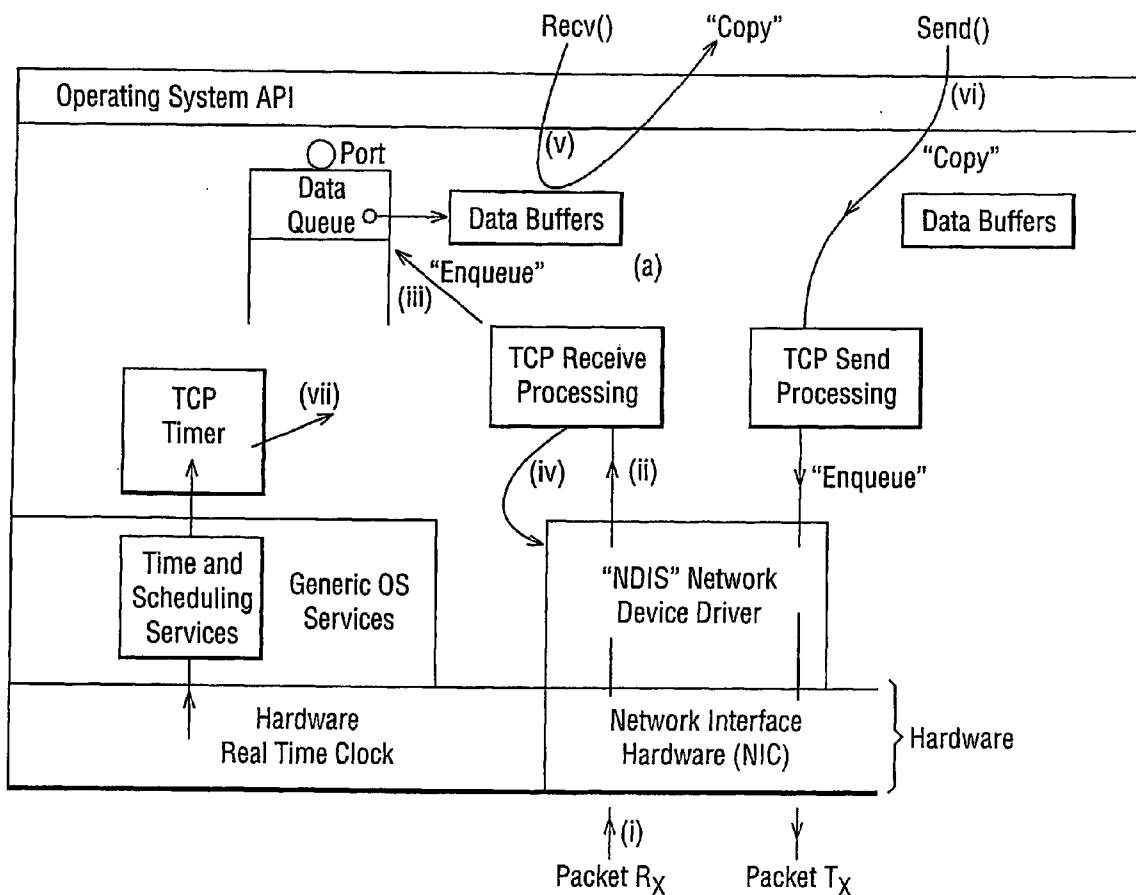 Recv()
"Copy"
Send()
Operating System API
(v)
(vi)
Port
"Copy"
Data
Queue
Data Buffers
Data Buffers
"Enqueue"
(a)
(iii)
TCP Receive
Processing
TCP Send
Processing
TCP
Timer
(vii)
(iv)
(ii)
"Enqueue"
Time and
Scheduling
Services
Generic OS
Services
"NDIS" Network
Device Driver
Hardware
Real Time Clock
Network Interface
Hardware (NIC)
Hardware
(i)
Packet RX
Packet TX